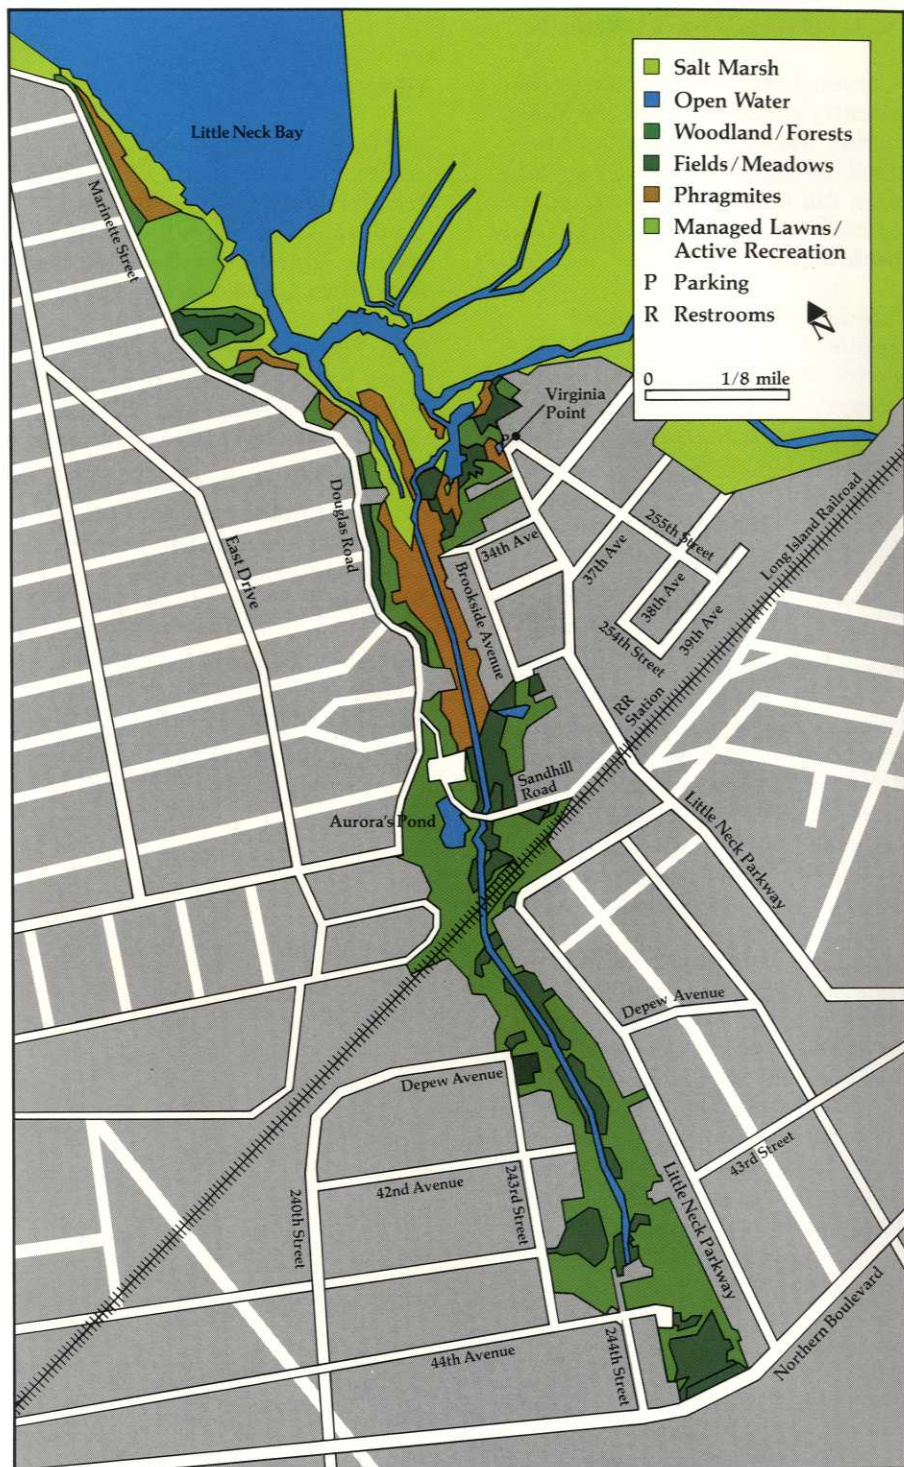 Salt Marsh
Open Water
Woodland/Forests
Fields/Meadows
Phragmites
Managed Lawns/
Active Recreation
P Parking
R Restrooms
N
0 1/8 mile
Little Neck Bay
Marinette Street
Virginia
Point
P
Douglas Road
East Drive
34th Ave
37th Ave
255th Street
Long Island Railroad
Brookside Avenue
38th Ave
39th Ave
254th Street
RR
Station
Sandhill
Road
Aurora's Pond
Little Neck Parkway
Depew Avenue
Depew Avenue
42nd Avenue
243rd Street
240th Street
43rd Street
Little Neck Parkway
44th Avenue
244th Street
Northern Boulevard